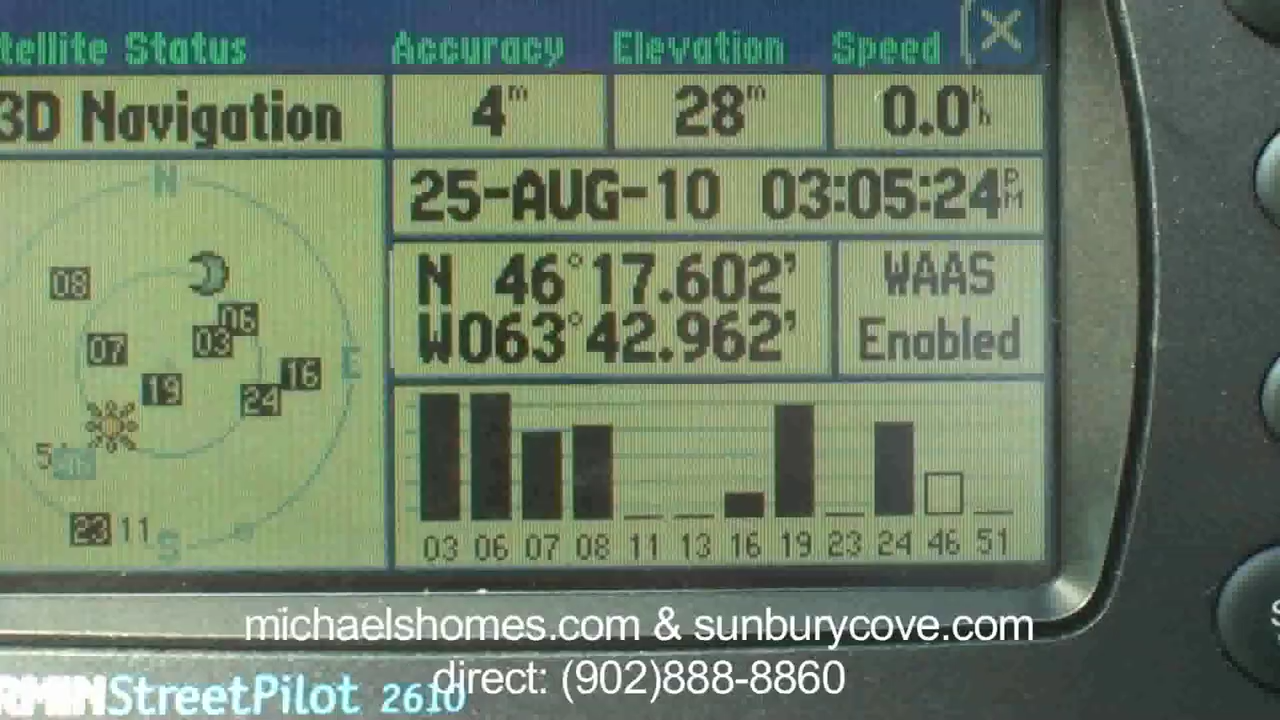 tellite Status Accuracy Elevation Speed
3D Navigation 4m 28m 0.0
25-AUG-10 03:05:24PM
N 46°17.602'
W063°42.962'
WAAS
Enabled
N
08
06
03
07
E
16
19
24
23 11
S
03 06 07 08 11 13 16 19 23 24 46 51
michaelshomes.com & sunburycove.com
direct: (902)888-8860
RMIN StreetPilot 2610